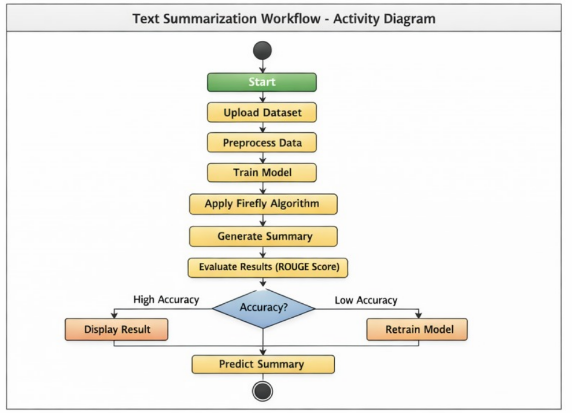 Text Summarization Workflow - Activity Diagram
Start
Upload Dataset
Preprocess Data
Train Model
Apply Firefly Algorithm
Generate Summary
Evaluate Results (ROUGE Score)
High Accuracy
Accuracy?
Low Accuracy
Display Result
Retrain Model
Predict Summary